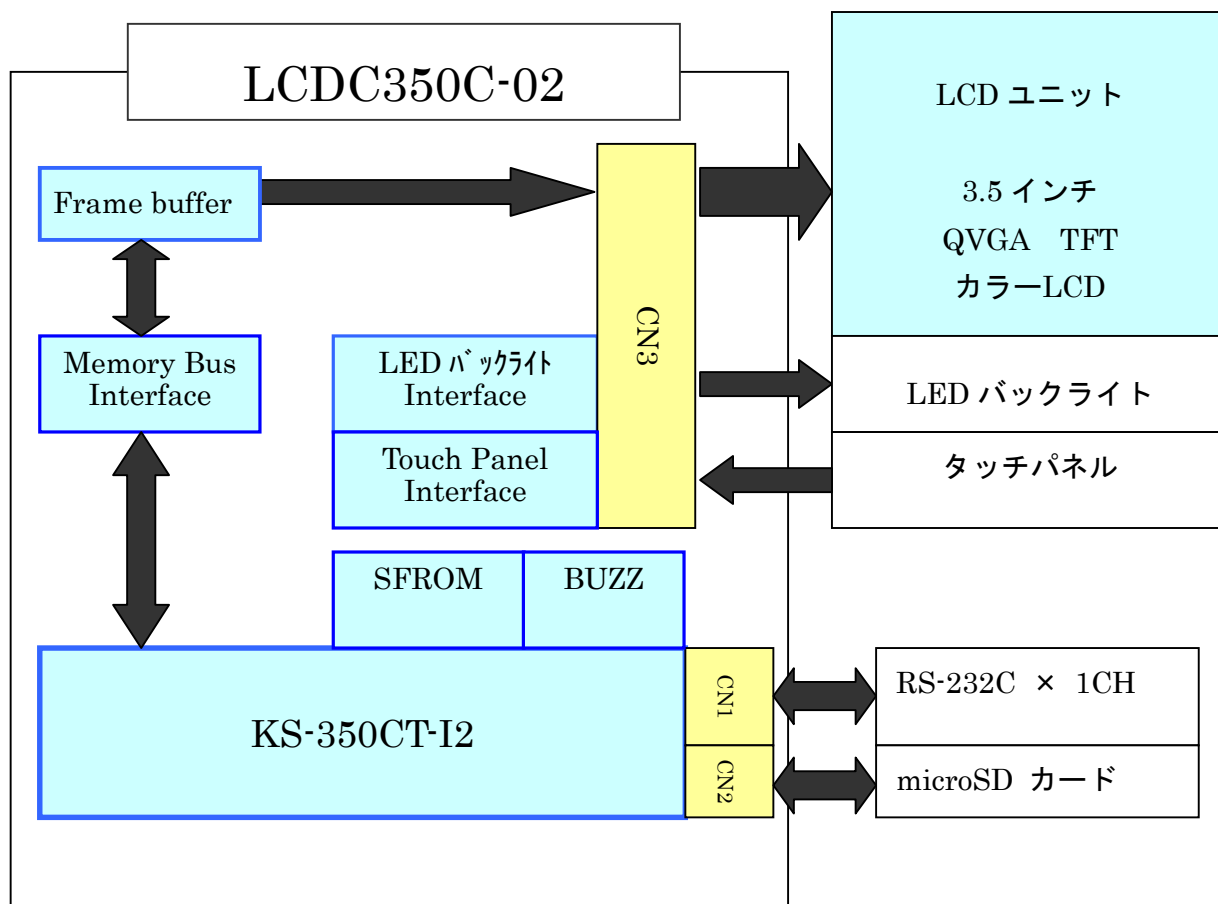 LCDC350C-02
Frame buffer
Memory Bus
Interface
LED ﾊﾞｯｸﾗｲﾄ
Interface
Touch Panel
Interface
CN3
SFROM
BUZZ
KS-350CT-I2
CN1
CN2
LCD ユニット
3.5 インチ
QVGA　TFT
カラーLCD
LED バックライト
タッチパネル
RS-232C × 1CH
microSD カード